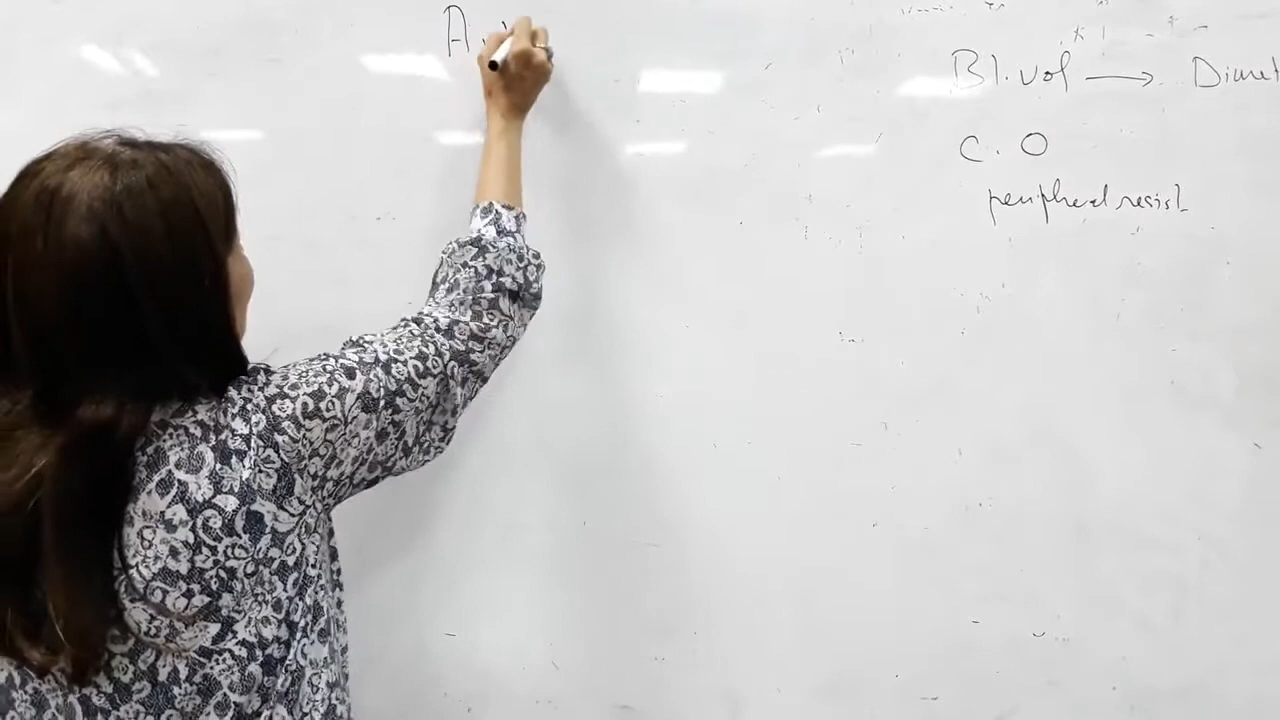 A.
Bl. vol → Diuret
C. O
peripheral resist